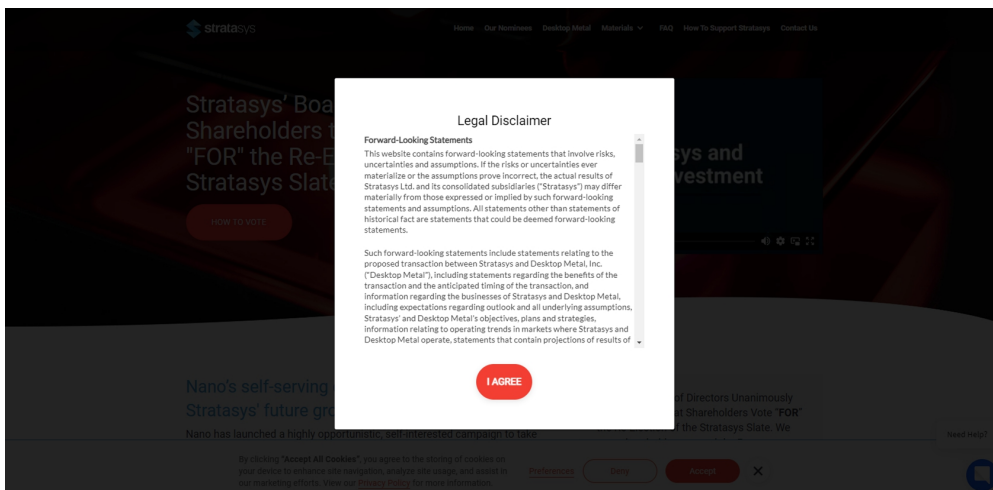 stratasys
Home Our Nominees Desktop Metal Materials FAQ How To Support Stratasys Contact Us
Stratasys' Boa
Shareholders t
"FOR" the Re-E
Stratasys Slate
HOW TO VOTE
sys and
vestment
Legal Disclaimer
Forward-Looking Statements
This website contains forward-looking statements that involve risks,
uncertainties and assumptions. If the risks or uncertainties ever
materialize or the assumptions prove incorrect, the actual results of
Stratasys Ltd. and its consolidated subsidiaries ("Stratasys") may differ
materially from those expressed or implied by such forward-looking
statements and assumptions. All statements other than statements of
historical fact are statements that could be deemed forward-looking
statements.
Such forward-looking statements include statements relating to the
proposed transaction between Stratasys and Desktop Metal, Inc.
("Desktop Metal"), including statements regarding the benefits of the
transaction and the anticipated timing of the transaction, and
information regarding the businesses of Stratasys and Desktop Metal,
including expectations regarding outlook and all underlying assumptions,
Stratasys' and Desktop Metal's objectives, plans and strategies,
information relating to operating trends in markets where Stratasys and
Desktop Metal operate, statements that contain projections of results of
I AGREE
Nano's self-serving
Stratasys' future gro
Nano has launched a highly opportunistic, self-interested campaign to take
of Directors Unanimously
at Shareholders Vote "FOR"
f the Stratasys Slate. We
Need Help?
By clicking "Accept All Cookies", you agree to the storing of cookies on
your device to enhance site navigation, analyze site usage, and assist in
our marketing efforts. View our Privacy Policy for more information.
Preferences Deny Accept